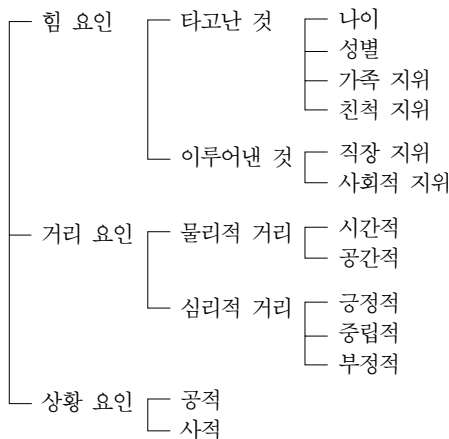 힘 요인 타고난 것 나이
성별
가족 지위
친척 지위
이루어낸 것 직장 지위
사회적 지위
거리 요인 물리적 거리 시간적
공간적
심리적 거리 긍정적
중립적
부정적
상황 요인 공적
사적